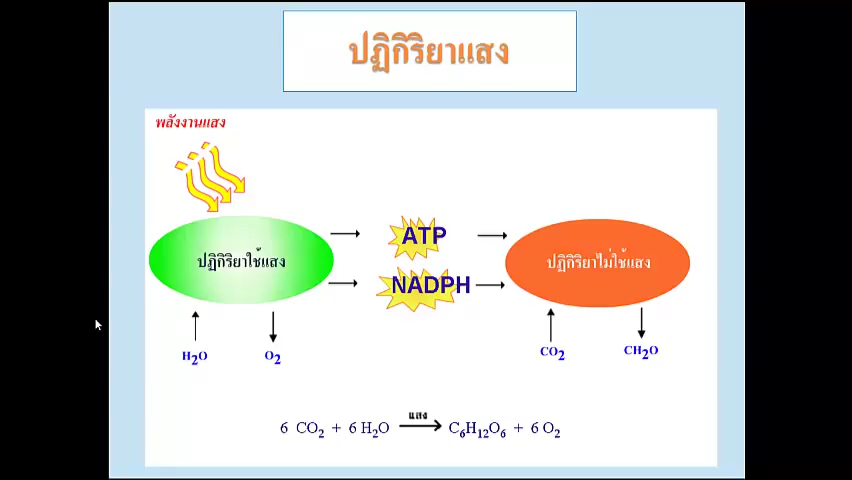 ปฏิกิริยาแสง
พลังงานแสง
ATP
ปฏิกิริยาใช้แสง
ปฏิกิริยาไม่ใช้แสง
NADPH
H2O
O2
CO2
CH2O
แสง
6 CO2 + 6 H2O → C6H12O6 + 6 O2